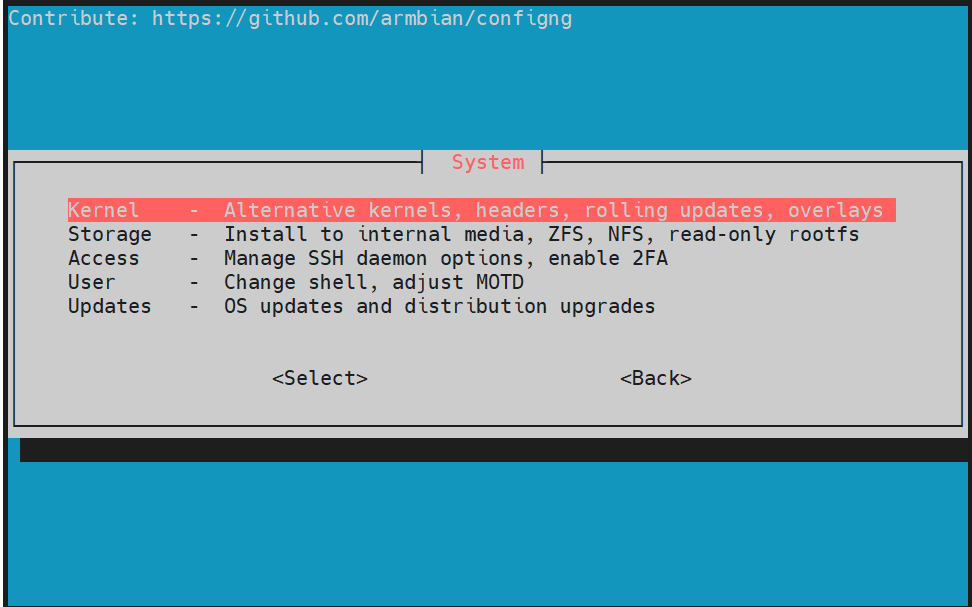 Contribute: https://github.com/armbian/configng
System
Kernel    -  Alternative kernels, headers, rolling updates, overlays
Storage   -  Install to internal media, ZFS, NFS, read-only rootfs
Access    -  Manage SSH daemon options, enable 2FA
User      -  Change shell, adjust MOTD
Updates   -  OS updates and distribution upgrades
<Select>                     <Back>